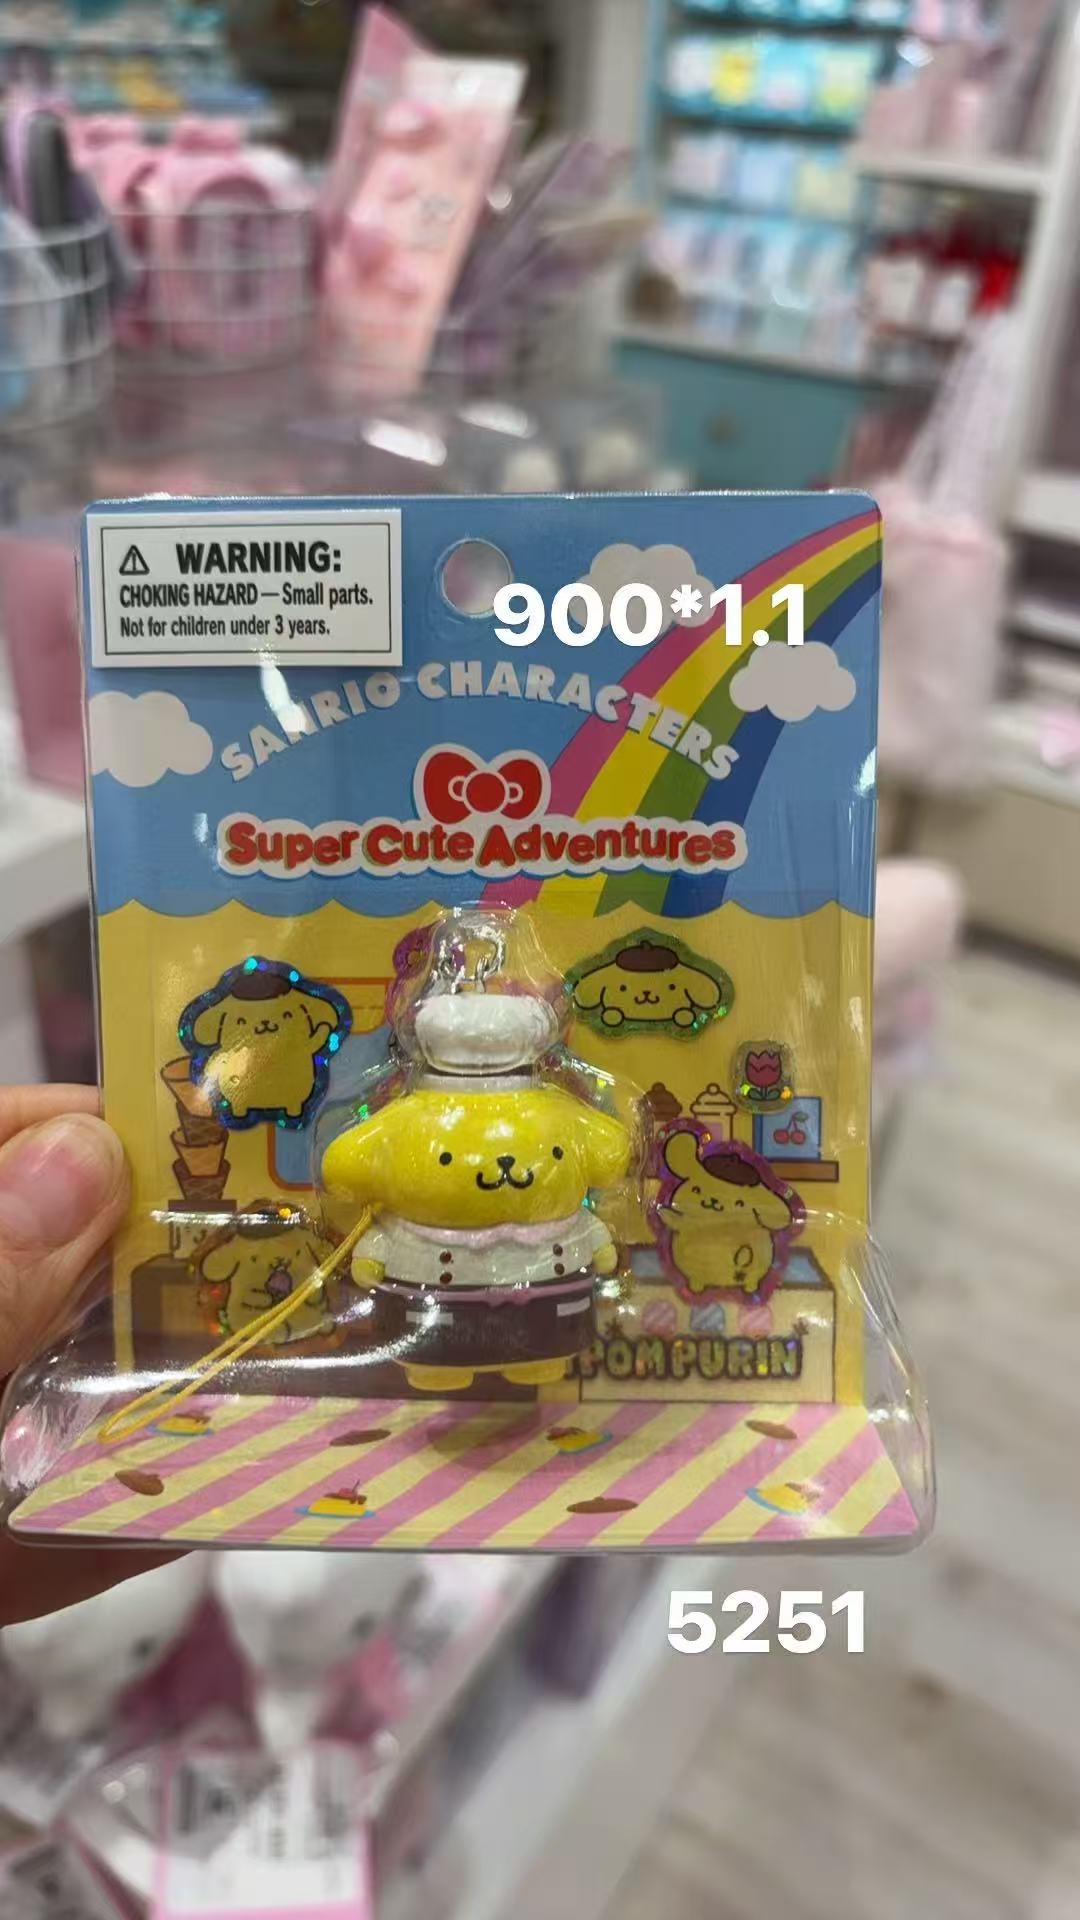 ⚠ WARNING:
CHOKING HAZARD — Small parts.
Not for children under 3 years.
900*1.1
SANRIO CHARACTERS
Super Cute Adventures
POMPURIN
5251